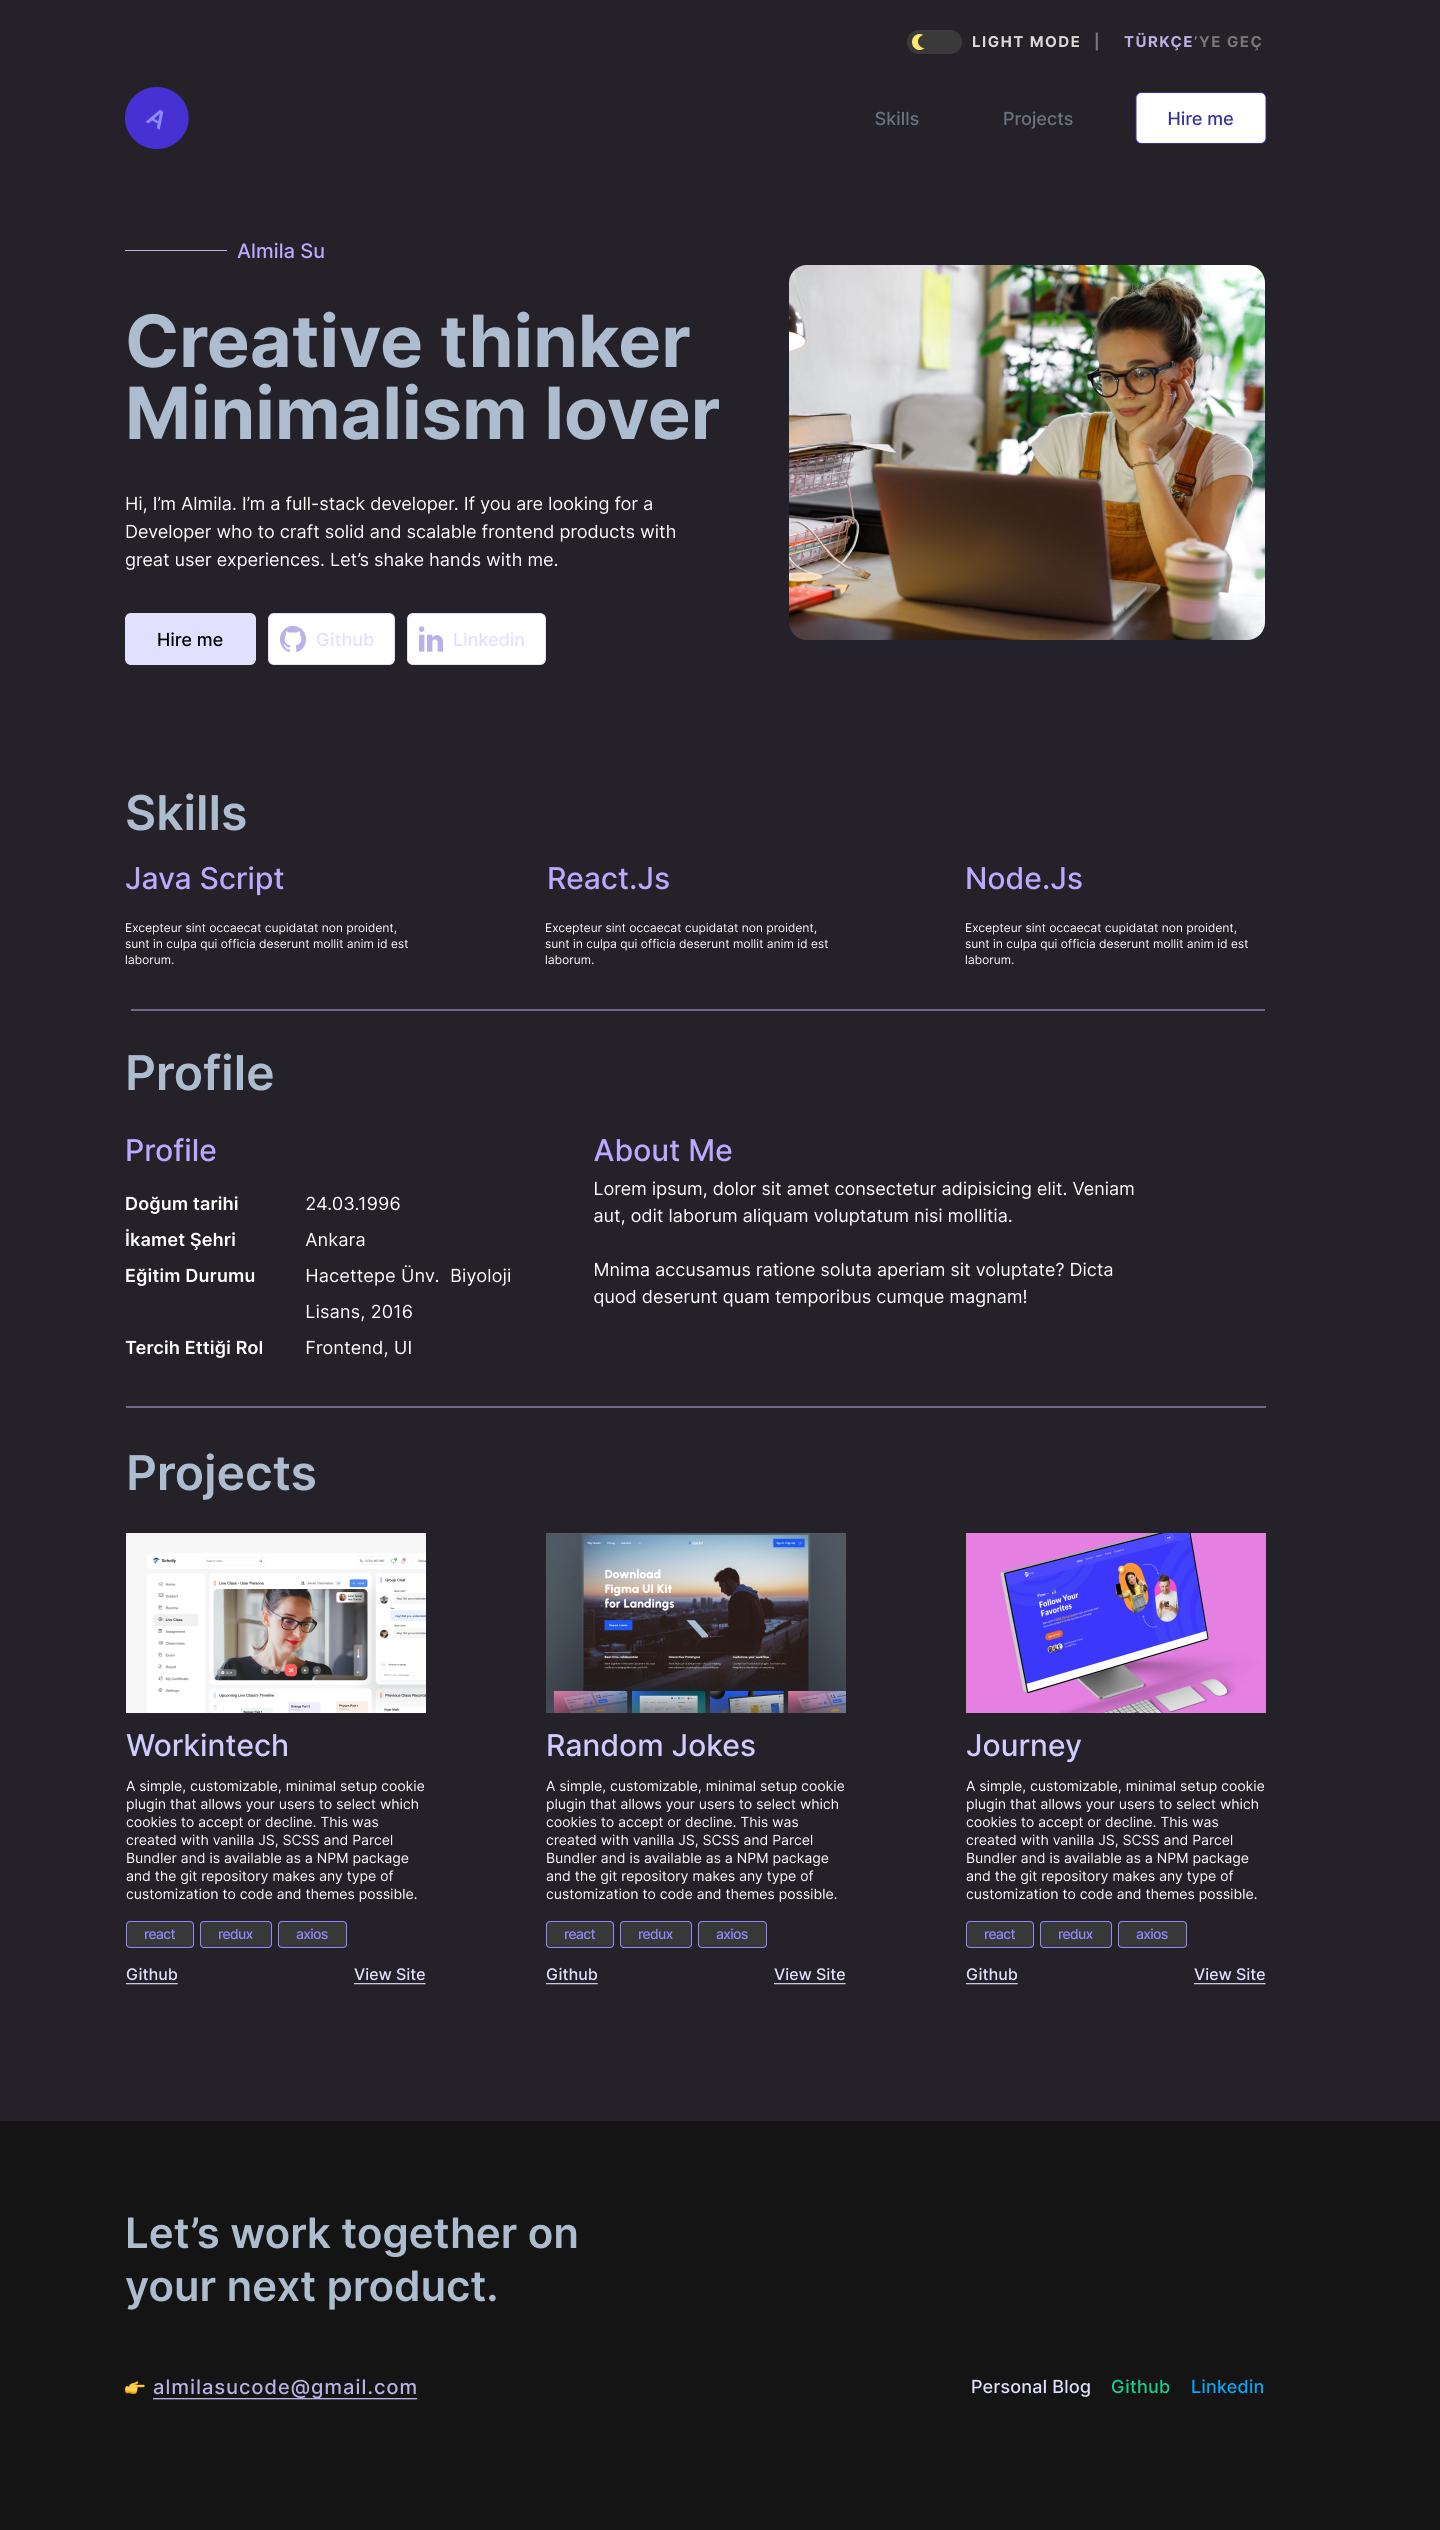 LIGHT MODE | TÜRKÇE'YE GEÇ
A
Skills Projects Hire me
Almila Su
Creative thinker
Minimalism lover
Hi, I’m Almila. I’m a full-stack developer. If you are looking for a
Developer who to craft solid and scalable frontend products with
great user experiences. Let’s shake hands with me.
Hire me Github Linkedin
Skills
Java Script
Excepteur sint occaecat cupidatat non proident,
sunt in culpa qui officia deserunt mollit anim id est
laborum.
React.Js
Excepteur sint occaecat cupidatat non proident,
sunt in culpa qui officia deserunt mollit anim id est
laborum.
Node.Js
Excepteur sint occaecat cupidatat non proident,
sunt in culpa qui officia deserunt mollit anim id est
laborum.
Profile
Profile
Doğum tarihi 24.03.1996
İkamet Şehri Ankara
Eğitim Durumu Hacettepe Ünv. Biyoloji
Lisans, 2016
Tercih Ettiği Rol Frontend, UI
About Me
Lorem ipsum, dolor sit amet consectetur adipisicing elit. Veniam
aut, odit laborum aliquam voluptatum nisi mollitia.
Mnima accusamus ratione soluta aperiam sit voluptate? Dicta
quod deserunt quam temporibus cumque magnam!
Projects
Live Class - User Persona
Group Chat
Upcoming Live Classes's Timeline
Workintech
A simple, customizable, minimal setup cookie
plugin that allows your users to select which
cookies to accept or decline. This was
created with vanilla JS, SCSS and Parcel
Bundler and is available as a NPM package
and the git repository makes any type of
customization to code and themes possible.
react redux axios
Github View Site
Download
Figma UI Kit
for Landings
Random Jokes
A simple, customizable, minimal setup cookie
plugin that allows your users to select which
cookies to accept or decline. This was
created with vanilla JS, SCSS and Parcel
Bundler and is available as a NPM package
and the git repository makes any type of
customization to code and themes possible.
react redux axios
Github View Site
Follow Your
Favorites
Journey
A simple, customizable, minimal setup cookie
plugin that allows your users to select which
cookies to accept or decline. This was
created with vanilla JS, SCSS and Parcel
Bundler and is available as a NPM package
and the git repository makes any type of
customization to code and themes possible.
react redux axios
Github View Site
Let’s work together on
your next product.
almilasucode@gmail.com
Personal Blog Github Linkedin